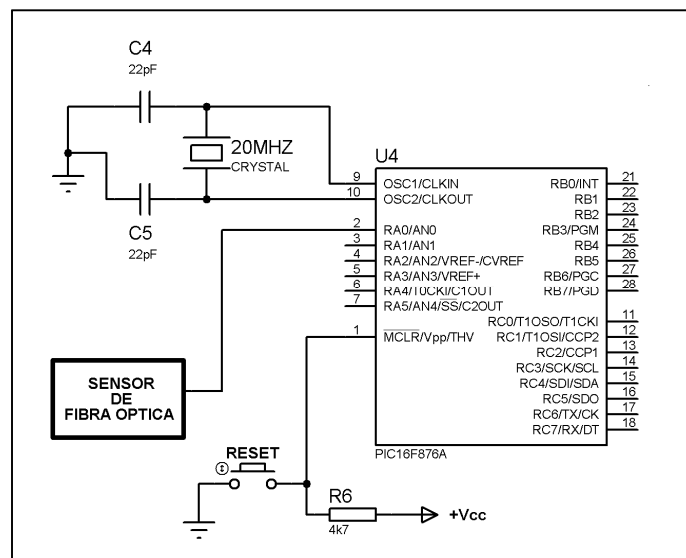 C4
22pF
20MHZ
CRYSTAL
C5
22pF
U4
9 OSC1/CLKIN
10 OSC2/CLKOUT
2 RA0/AN0
3 RA1/AN1
4 RA2/AN2/VREF-/CVREF
5 RA3/AN3/VREF+
6 RA4/T0CKI/C1OUT
7 RA5/AN4/SS/C2OUT
1 MCLR/Vpp/THV
RB0/INT 21
RB1 22
RB2 23
RB3/PGM 24
RB4 25
RB5 26
RB6/PGC 27
RB7/PGD 28
RC0/T1OSO/T1CKI 11
RC1/T1OSI/CCP2 12
RC2/CCP1 13
RC3/SCK/SCL 14
RC4/SDI/SDA 15
RC5/SDO 16
RC6/TX/CK 17
RC7/RX/DT 18
PIC16F876A
SENSOR
DE
FIBRA OPTICA
RESET
R6
4k7
+Vcc